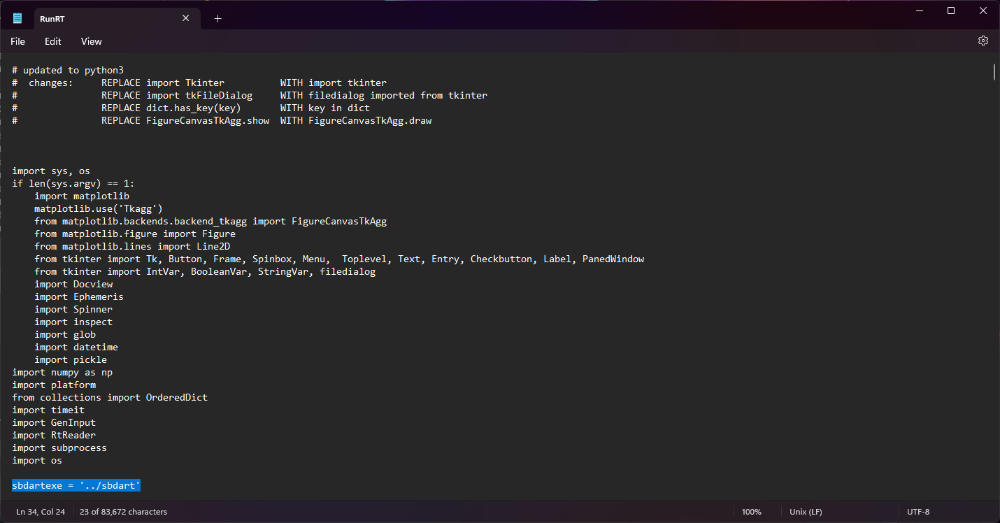 RunRT
File Edit View
# updated to python3
#  changes:     REPLACE import Tkinter          WITH import tkinter
#               REPLACE import tkFileDialog     WITH filedialog imported from tkinter
#               REPLACE dict.has_key(key)       WITH key in dict
#               REPLACE FigureCanvasTkAgg.show  WITH FigureCanvasTkAgg.draw
import sys, os
if len(sys.argv) == 1:
    import matplotlib
    matplotlib.use('Tkagg')
    from matplotlib.backends.backend_tkagg import FigureCanvasTkAgg
    from matplotlib.figure import Figure
    from matplotlib.lines import Line2D
    from tkinter import Tk, Button, Frame, Spinbox, Menu,  Toplevel, Text, Entry, Checkbutton, Label, PanedWindow
    from tkinter import IntVar, BooleanVar, StringVar, filedialog
    import Docview
    import Ephemeris
    import Spinner
    import inspect
    import glob
    import datetime
    import pickle
import numpy as np
import platform
from collections import OrderedDict
import timeit
import GenInput
import RtReader
import subprocess
import os
sbdartexe = '../sbdart'
Ln 34, Col 24 23 of 83,672 characters 100% Unix (LF) UTF-8